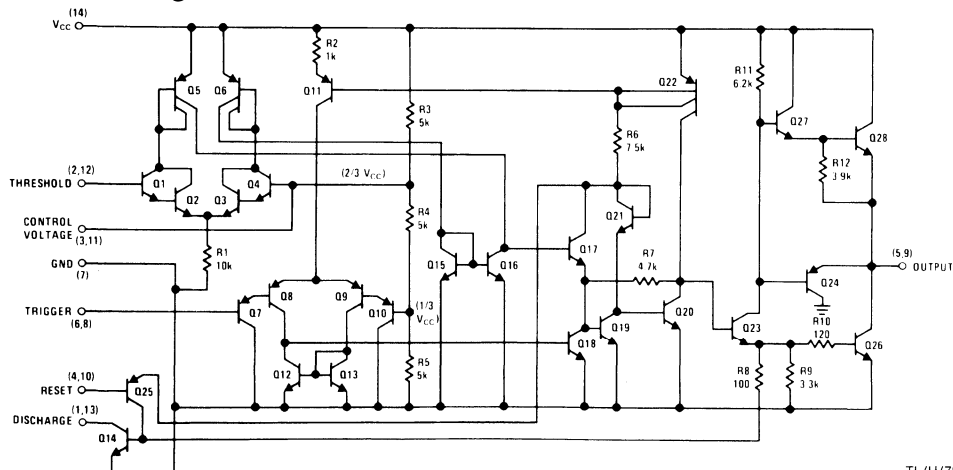 VCC (14)
R2
1k
Q5
Q6
Q11
Q22
R11
6.2k
Q27
Q28
R3
5k
R6
7.5k
R12
3.9k
THRESHOLD (2,12)
Q1
Q2
Q3
Q4
(2/3 VCC)
CONTROL
VOLTAGE
(3,11)
R4
5k
Q21
R1
10k
GND
(7)
Q15
Q16
Q17
R7
4.7k
(5,9)
OUTPUT
Q24
TRIGGER
(6,8)
Q7
Q8
Q9
Q10
(1/3
VCC)
Q18
Q19
Q20
Q23
R10
120
Q26
Q12
Q13
R5
5k
R8
100
R9
3.3k
RESET (4,10)
Q25
DISCHARGE (1,13)
Q14